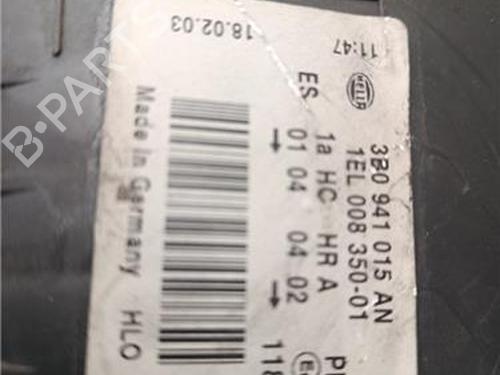 B-PARTS
18.02.03
11:47
HELLA
3B0 941 015 AN
1EL 008 350-01
ES 1a HC HR A
01 04 04 02
→ →
118
Made in Germany HLO